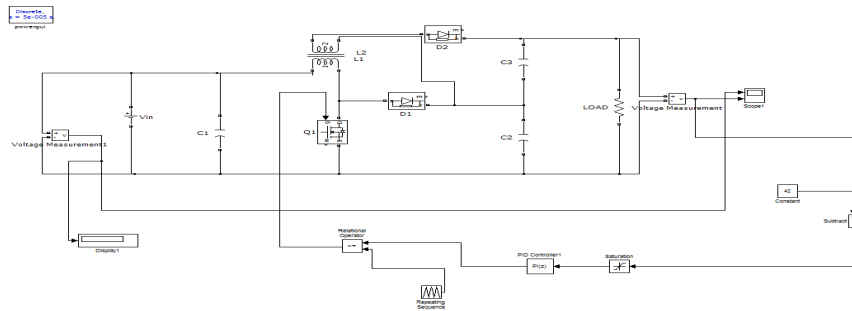 Discrete,
s = 5e-005 s.
powergui
L2
L1
D2
C3
LOAD
Voltage Measurement
Scope1
Vin
C1
Q1
D1
C2
Voltage Measurement1
42
Constant
Subtract
Display1
Relational
Operator
PID Controller1
PI(z)
Saturation
Repeating
Sequence